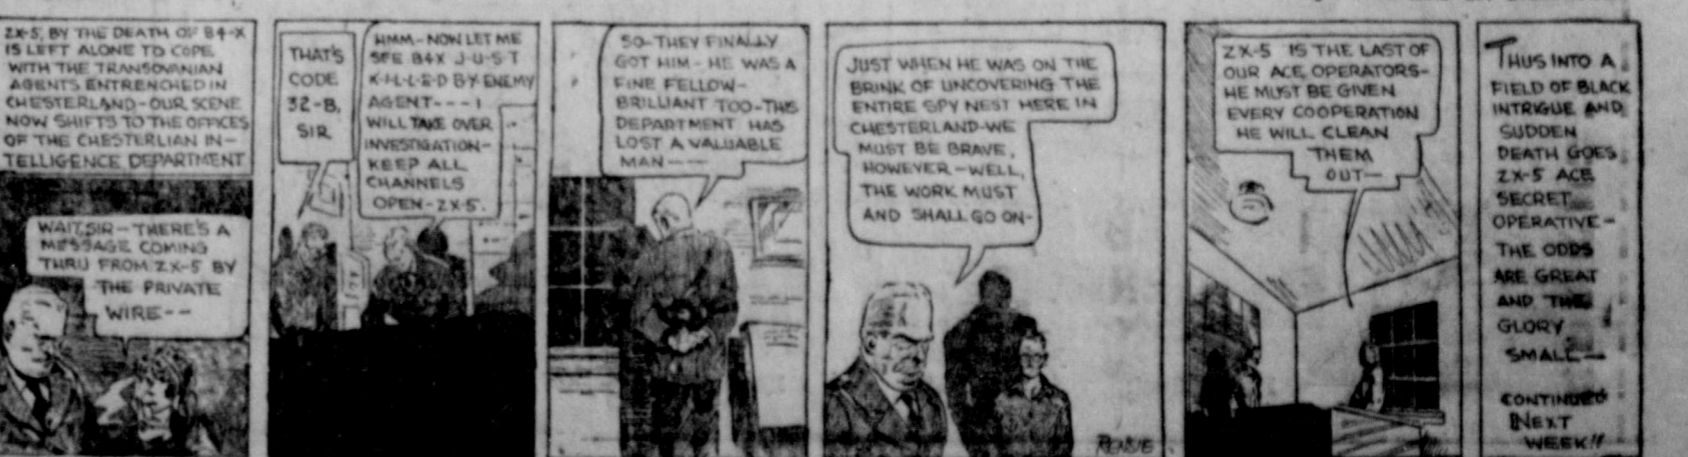 ZX-5, BY THE DEATH OF B4-X
IS LEFT ALONE TO COPE
WITH THE TRANSOVANIAN
AGENTS ENTRENCHED IN
CHESTERLAND-OUR SCENE
NOW SHIFTS TO THE OFFICES
OF THE CHESTERLIAN IN-
TELLIGENCE DEPARTMENT
WAIT, SIR-THERE'S A
MESSAGE COMING
THRU FROM ZX-5 BY
THE PRIVATE
WIRE--
THAT'S
CODE
32-B,
SIR
HMM-NOW LET ME
SEE B4X J-U-S-T
K-I-L-L-E-D BY ENEMY
AGENT---I
WILL TAKE OVER
INVESTIGATION-
KEEP ALL
CHANNELS
OPEN-ZX-5.
SO-THEY FINALLY
GOT HIM-HE WAS A
FINE FELLOW-
BRILLIANT TOO-THIS
DEPARTMENT HAS
LOST A VALUABLE
MAN---
JUST WHEN HE WAS ON THE
BRINK OF UNCOVERING THE
ENTIRE SPY NEST HERE IN
CHESTERLAND-WE
MUST BE BRAVE,
HOWEVER-WELL,
THE WORK MUST
AND SHALL GO ON-
RENSIE
ZX-5 IS THE LAST OF
OUR ACE OPERATORS-
HE MUST BE GIVEN
EVERY COOPERATION
HE WILL CLEAN
THEM
OUT-
THUS INTO A
FIELD OF BLACK
INTRIGUE AND
SUDDEN
DEATH GOES
ZX-5 ACE
SECRET
OPERATIVE-
THE ODDS
ARE GREAT
AND THE
GLORY
SMALL-
CONTINUED
NEXT
WEEK!!